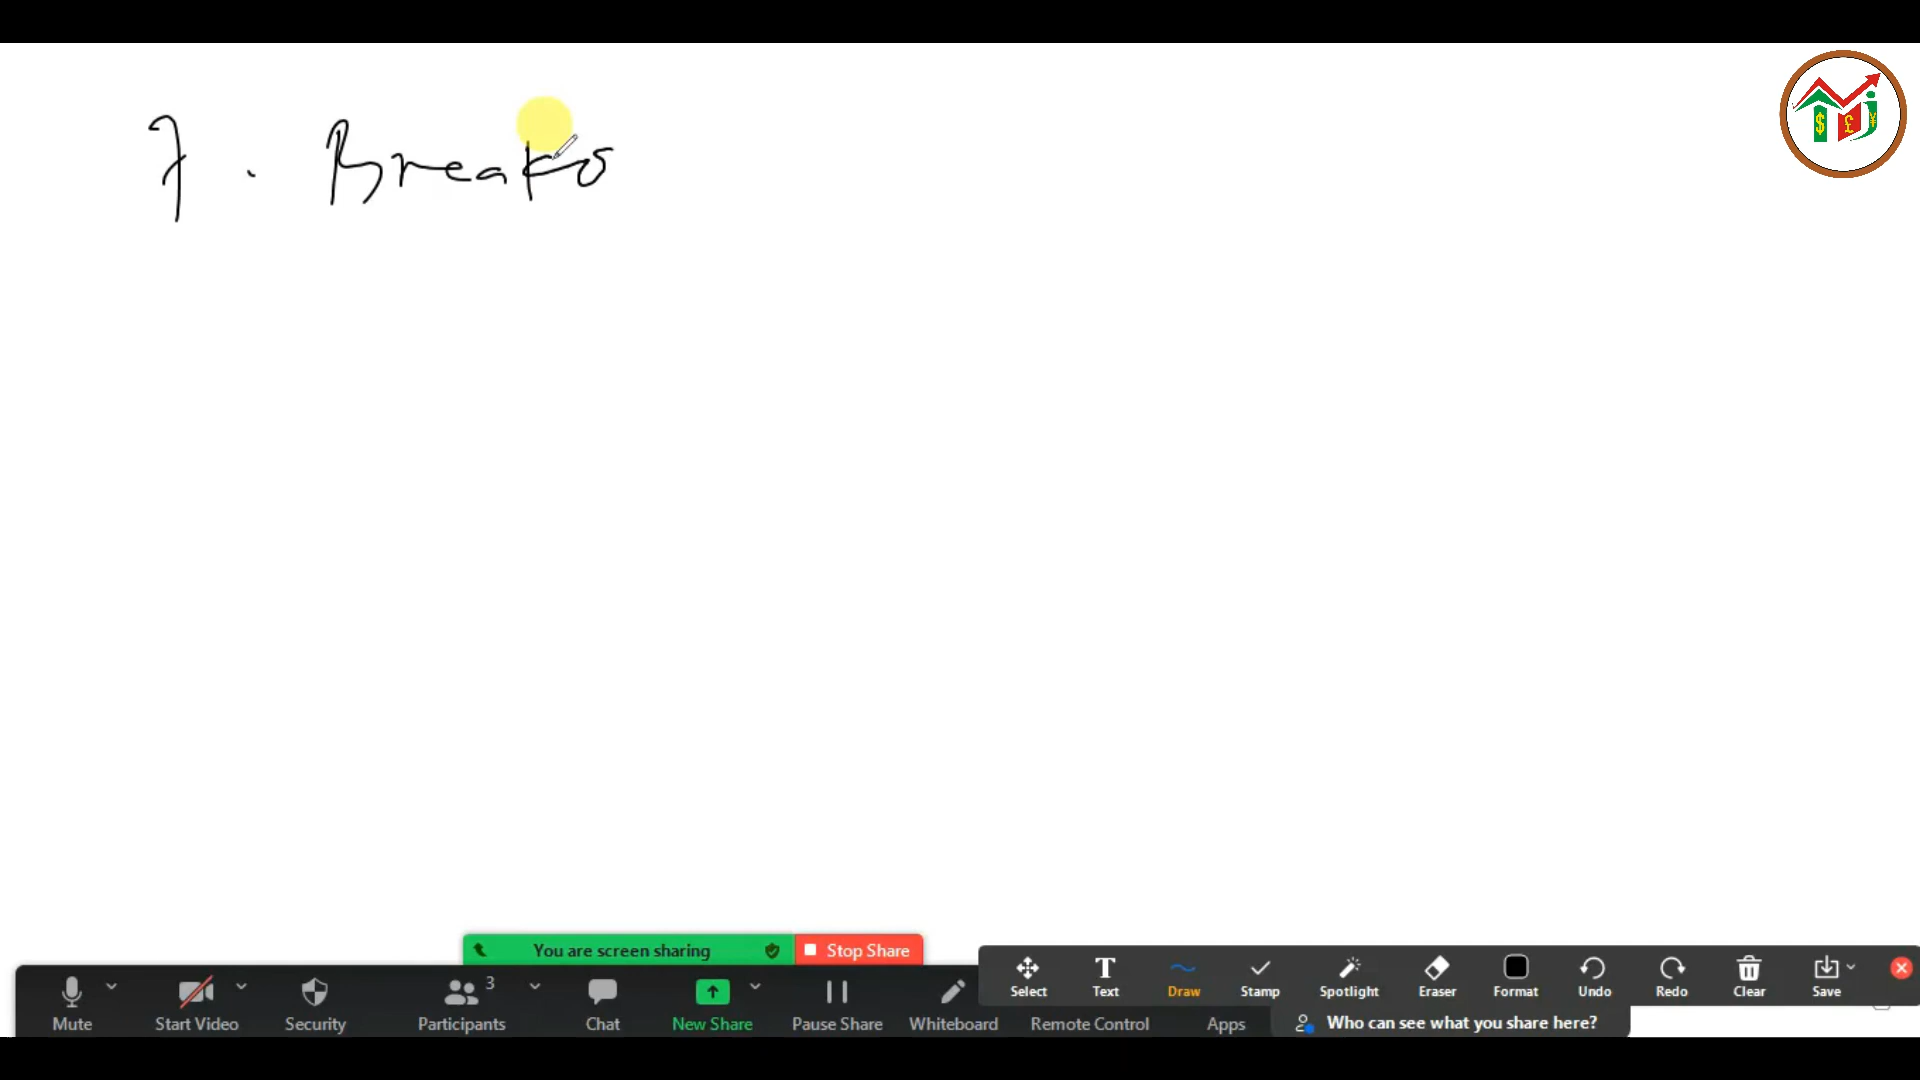 7. Breako
$ £ ¥
You are screen sharing
Stop Share
Select
Text
Draw
Stamp
Spotlight
Eraser
Format
Undo
Redo
Clear
Save
Mute
Start Video
Security
3
Participants
Chat
New Share
Pause Share
Whiteboard
Remote Control
Apps
Who can see what you share here?